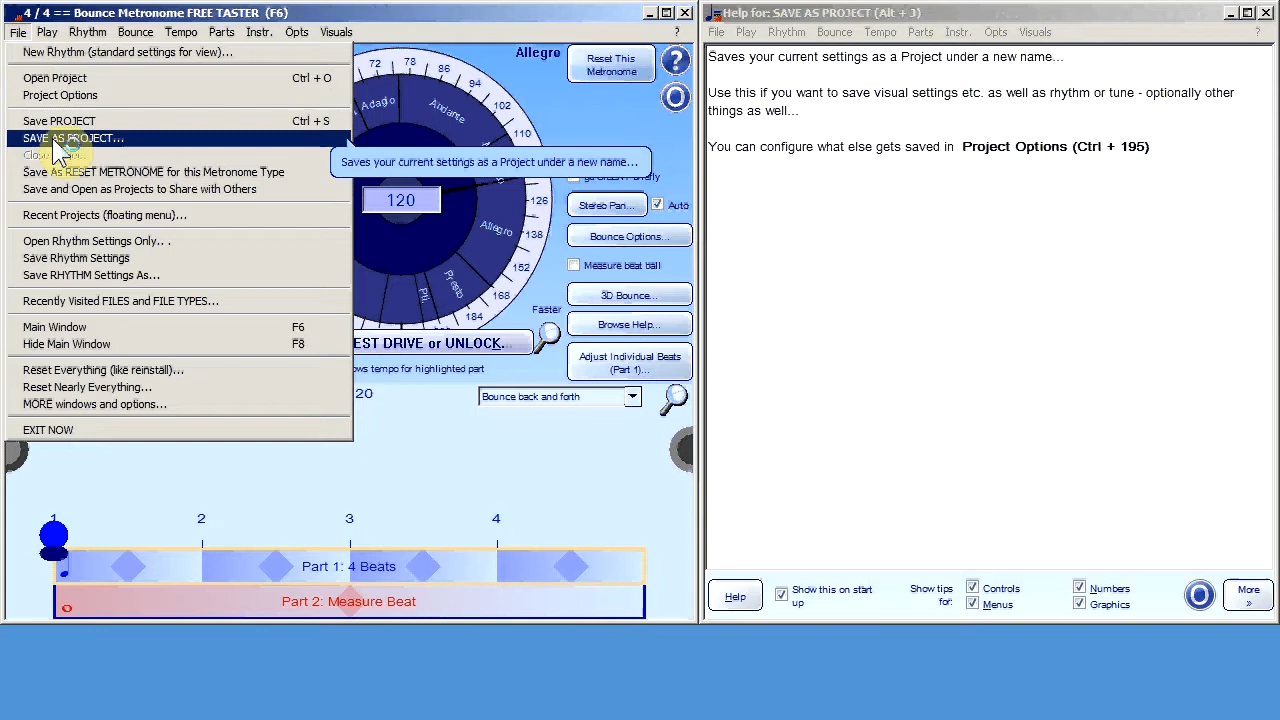 4 / 4 == Bounce Metronome FREE TASTER (F6)
File Play Rhythm Bounce Tempo Parts Instr. Opts Visuals ?
New Rhythm (standard settings for view)...
Open Project Ctrl + O
Project Options
Save PROJECT Ctrl + S
SAVE AS PROJECT...
Save As RESET METRONOME for this Metronome Type
Save and Open as Projects to Share with Others
Recent Projects (floating menu)...
Open Rhythm Settings Only...
Save Rhythm Settings
Save RHYTHM Settings As...
Recently Visited FILES and FILE TYPES...
Main Window F6
Hide Main Window F8
Reset Everything (like reinstall)...
Reset Nearly Everything...
MORE windows and options...
EXIT NOW
Saves your current settings as a Project under a new name...
Allegro
72 78 86 94 102 110 126 138 152 168 184
Adagio
Andante
Allegro
Presto
120
Faster
EST DRIVE or UNLOCK.
ows tempo for highlighted part
20
Bounce back and forth
Reset This
Metronome
?
O
Stereo Pan... Auto
Bounce Options...
Measure beat ball
3D Bounce...
Browse Help...
Adjust Individual Beats
(Part 1)...
1 2 3 4
Part 1: 4 Beats
Part 2: Measure Beat
Help for: SAVE AS PROJECT (Alt + J)
File Play Rhythm Bounce Tempo Parts Instr. Opts Visuals ?
Saves your current settings as a Project under a new name...
Use this if you want to save visual settings etc. as well as rhythm or tune - optionally other
things as well...
You can configure what else gets saved in Project Options (Ctrl + 195)
Help
Show this on start
up
Show tips
for:
Controls
Menus
Numbers
Graphics
O
More
»